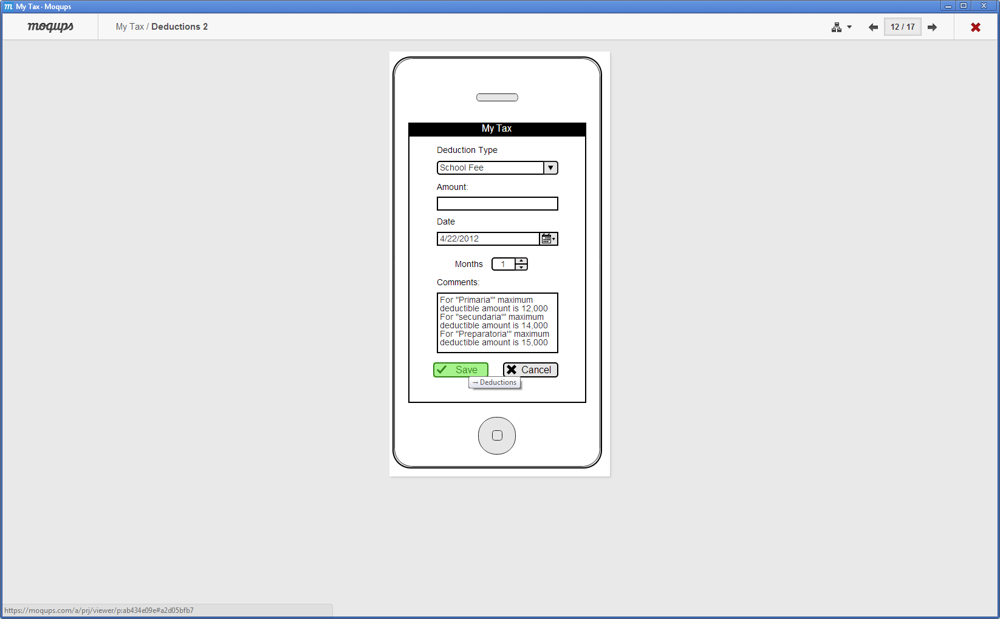 m My Tax · Moqups
moqups
My Tax / Deductions 2
12 / 17
My Tax
Deduction Type
School Fee
Amount:
Date
4/22/2012
Months 1
Comments:
For "Primaria'" maximum
deductible amount is 12,000
For "secundaria'" maximum
deductible amount is 14,000
For "Preparatoria'" maximum
deductible amount is 15,000
Save
Cancel
→ Deductions
https://moqups.com/a/prj/viewer/p:ab434e09e#a2d05bfb7